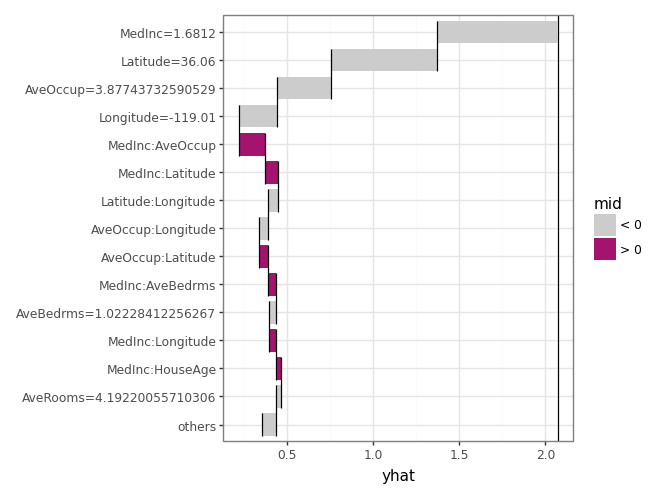 MedInc=1.6812
Latitude=36.06
AveOccup=3.87743732590529
Longitude=-119.01
MedInc:AveOccup
MedInc:Latitude
Latitude:Longitude
AveOccup:Longitude
AveOccup:Latitude
MedInc:AveBedrms
AveBedrms=1.02228412256267
MedInc:Longitude
MedInc:HouseAge
AveRooms=4.19220055710306
others
0.5 1.0 1.5 2.0
yhat
mid
< 0
> 0